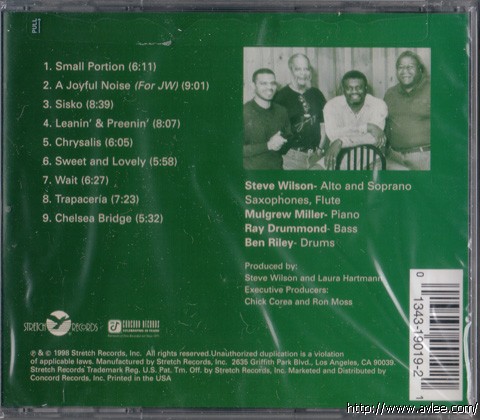 PULL
1. Small Portion (6:11)
2. A Joyful Noise (For JW) (9:01)
3. Sisko (8:39)
4. Leanin' & Preenin' (8:07)
5. Chrysalis (6:05)
6. Sweet and Lovely (5:58)
7. Wait (6:27)
8. Trapacería (7:23)
9. Chelsea Bridge (5:32)
Steve Wilson- Alto and Soprano
Saxophones, Flute
Mulgrew Miller- Piano
Ray Drummond- Bass
Ben Riley- Drums
Produced by:
Steve Wilson and Laura Hartmann
Executive Producers:
Chick Corea and Ron Moss
STRETCH RECORDS
CONCORD RECORDS
℗ & © 1998 Stretch Records, Inc. All rights reserved.Unauthorized duplication is a violation
of applicable laws. Manufactured by Stretch Records, Inc. 2635 Griffith Park Blvd., Los Angeles, CA 90039.
Stretch Records Trademark Reg. U.S. Pat. Tm. Off. by Stretch Records, Inc. Marketed and Distributed by
Concord Records, Inc. Printed in the USA
0 13431-9019-2 1
http://www.avlee.com/